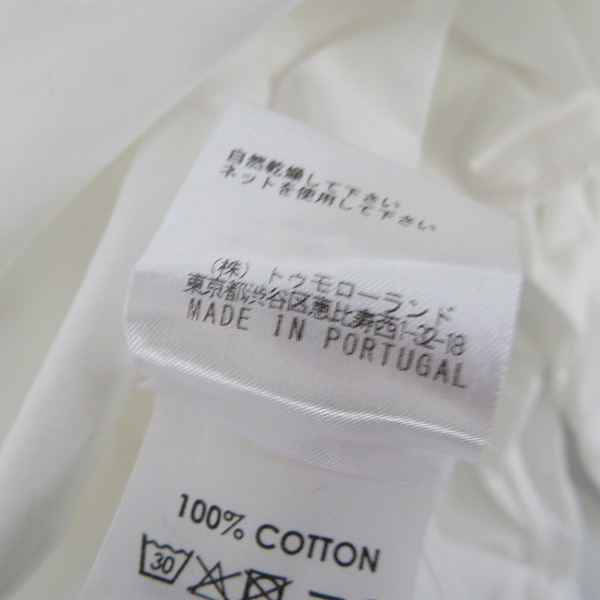 自然乾燥して下さい
ネットを使用して下さい。
(株) トゥモローランド
東京都渋谷区恵比寿西1-32-18
MADE IN PORTUGAL
100% COTTON
30